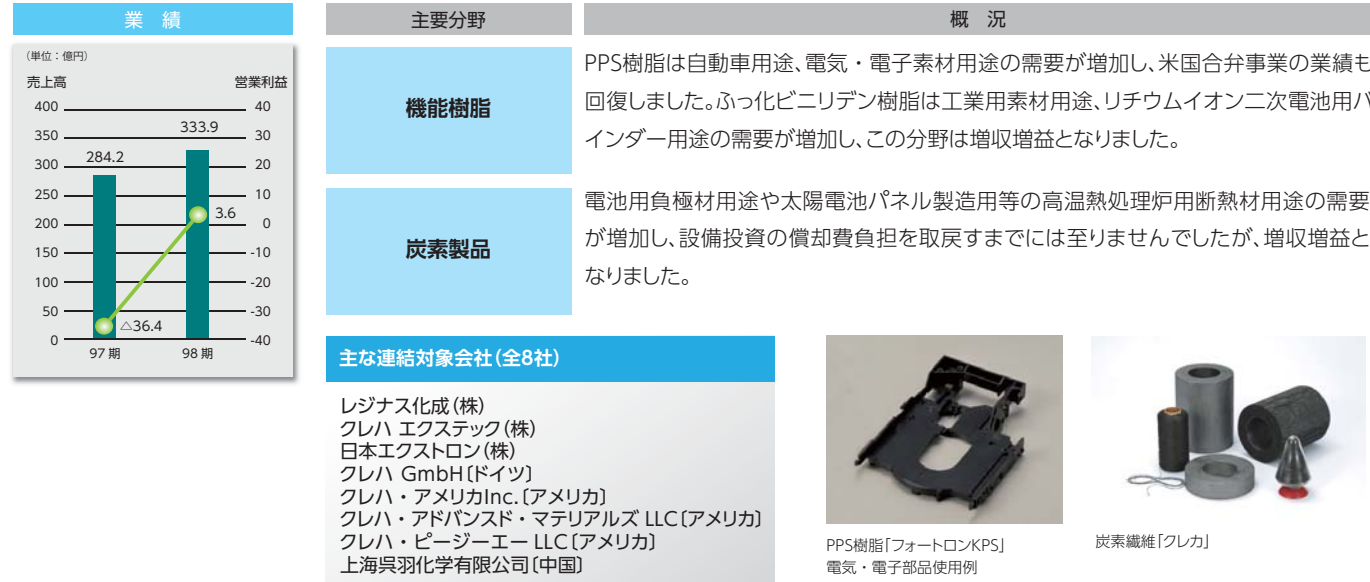 業 績
（単位：億円）
売上高 営業利益
400 40
350 30
300 20
250 10
200 0
150 -10
100 -20
50 -30
0 -40
284.2
333.9
3.6
△36.4
97期 98期
主要分野 概 況
機能樹脂
PPS樹脂は自動車用途、電気・電子素材用途の需要が増加し、米国合弁事業の業績も
回復しました。ふっ化ビニリデン樹脂は工業用素材用途、リチウムイオン二次電池用バ
インダー用途の需要が増加し、この分野は増収増益となりました。
炭素製品
電池用負極材用途や太陽電池パネル製造用等の高温熱処理炉用断熱材用途の需要
が増加し、設備投資の償却費負担を取戻すまでには至りませんでしたが、増収増益と
なりました。
主な連結対象会社（全8社）
レジナス化成（株）
クレハ エクステック（株）
日本エクストロン（株）
クレハ GmbH〔ドイツ〕
クレハ・アメリカInc.〔アメリカ〕
クレハ・アドバンスド・マテリアルズ LLC〔アメリカ〕
クレハ・ピージーエー LLC〔アメリカ〕
上海呉羽化学有限公司〔中国〕
PPS樹脂「フォートロンKPS」
電気・電子部品使用例
炭素繊維「クレカ」